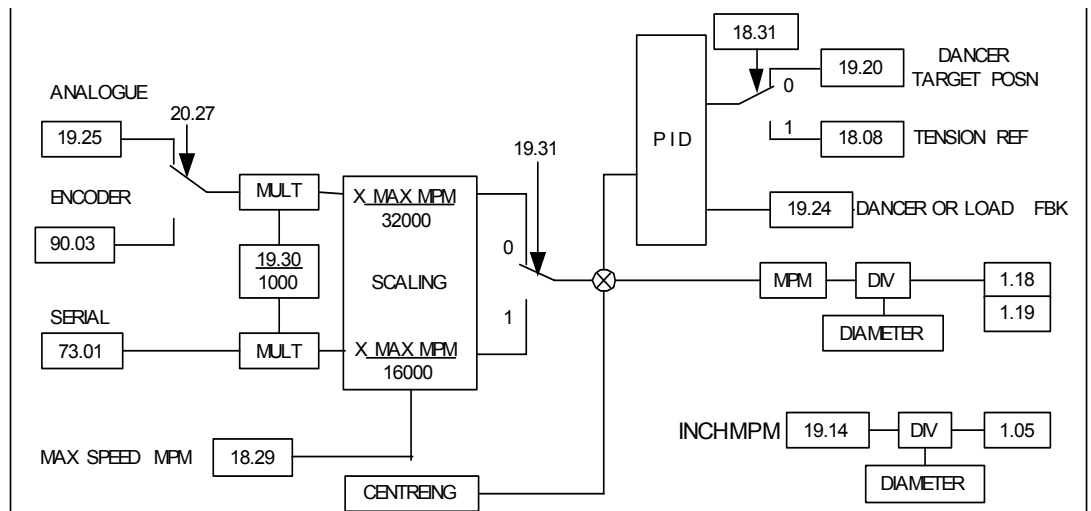 18.31
DANCER
TARGET POSN
19.20
0
ANALOGUE
20.27
19.25
PID
1
18.08
TENSION REF
19.31
ENCODER
MULT
X MAX MPM
32000
19.24
DANCER OR LOAD FBK
90.03
19.30
1000
0
SCALING
MPM
DIV
1.18
1.19
SERIAL
1
DIAMETER
73.01
MULT
X MAX MPM
16000
INCHMPM
19.14
DIV
1.05
MAX SPEED MPM
18.29
DIAMETER
CENTREING